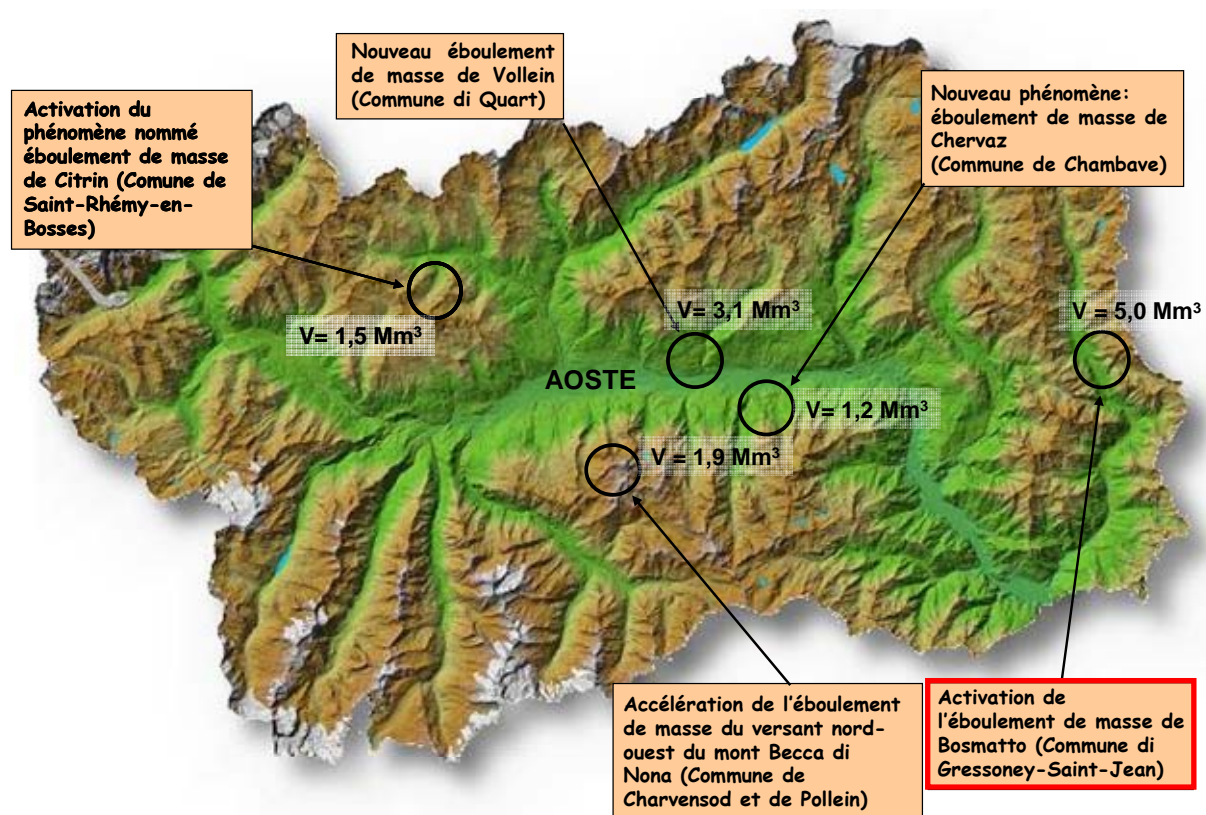 Nouveau éboulement
de masse de Vollein
(Commune di Quart)
Activation du
phénomène nommé
éboulement de masse
de Citrin (Comune de
Saint-Rhémy-en-
Bosses)
Nouveau phénomène:
éboulement de masse de
Chervaz
(Commune de Chambave)
V= 1,5 Mm³
V= 3,1 Mm³
V = 5,0 Mm³
AOSTE
V= 1,2 Mm³
V = 1,9 Mm³
Accélération de l'éboulement
de masse du versant nord-
ouest du mont Becca di
Nona (Commune de
Charvensod et de Pollein)
Activation de
l'éboulement de masse de
Bosmatto (Commune di
Gressoney-Saint-Jean)